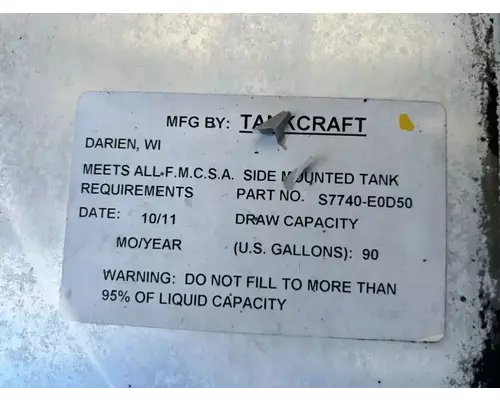 MFG BY: TANKCRAFT
DARIEN, WI
MEETS ALL F.M.C.S.A. SIDE MOUNTED TANK
REQUIREMENTS PART NO. S7740-E0D50
DATE: 10/11 DRAW CAPACITY
MO/YEAR (U.S. GALLONS): 90
WARNING: DO NOT FILL TO MORE THAN
95% OF LIQUID CAPACITY